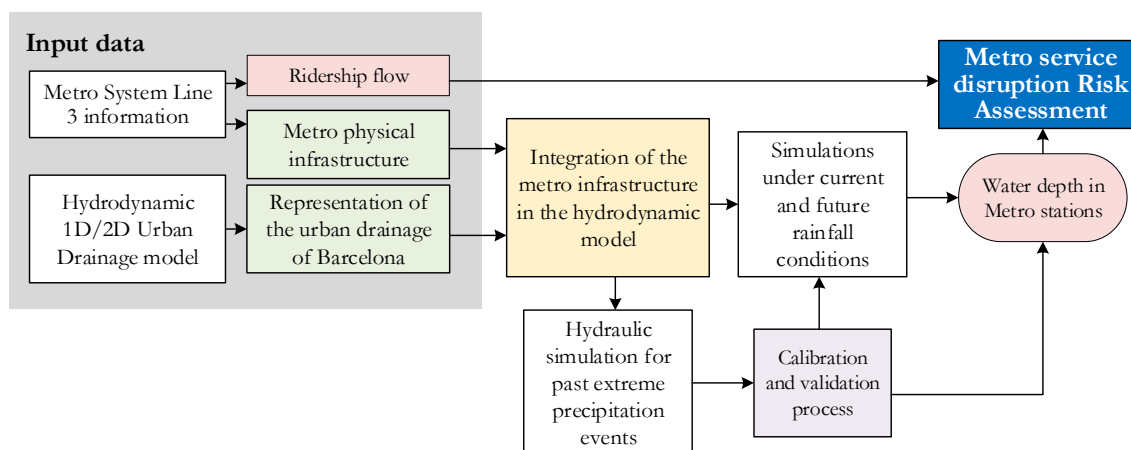 Input data
Metro System Line
3 information
Ridership flow
Metro physical
infrastructure
Hydrodynamic
1D/2D Urban
Drainage model
Representation of
the urban drainage
of Barcelona
Integration of the
metro infrastructure
in the hydrodynamic
model
Simulations
under current
and future
rainfall
conditions
Metro service
disruption Risk
Assessment
Water depth in
Metro stations
Hydraulic
simulation for
past extreme
precipitation
events
Calibration
and validation
process